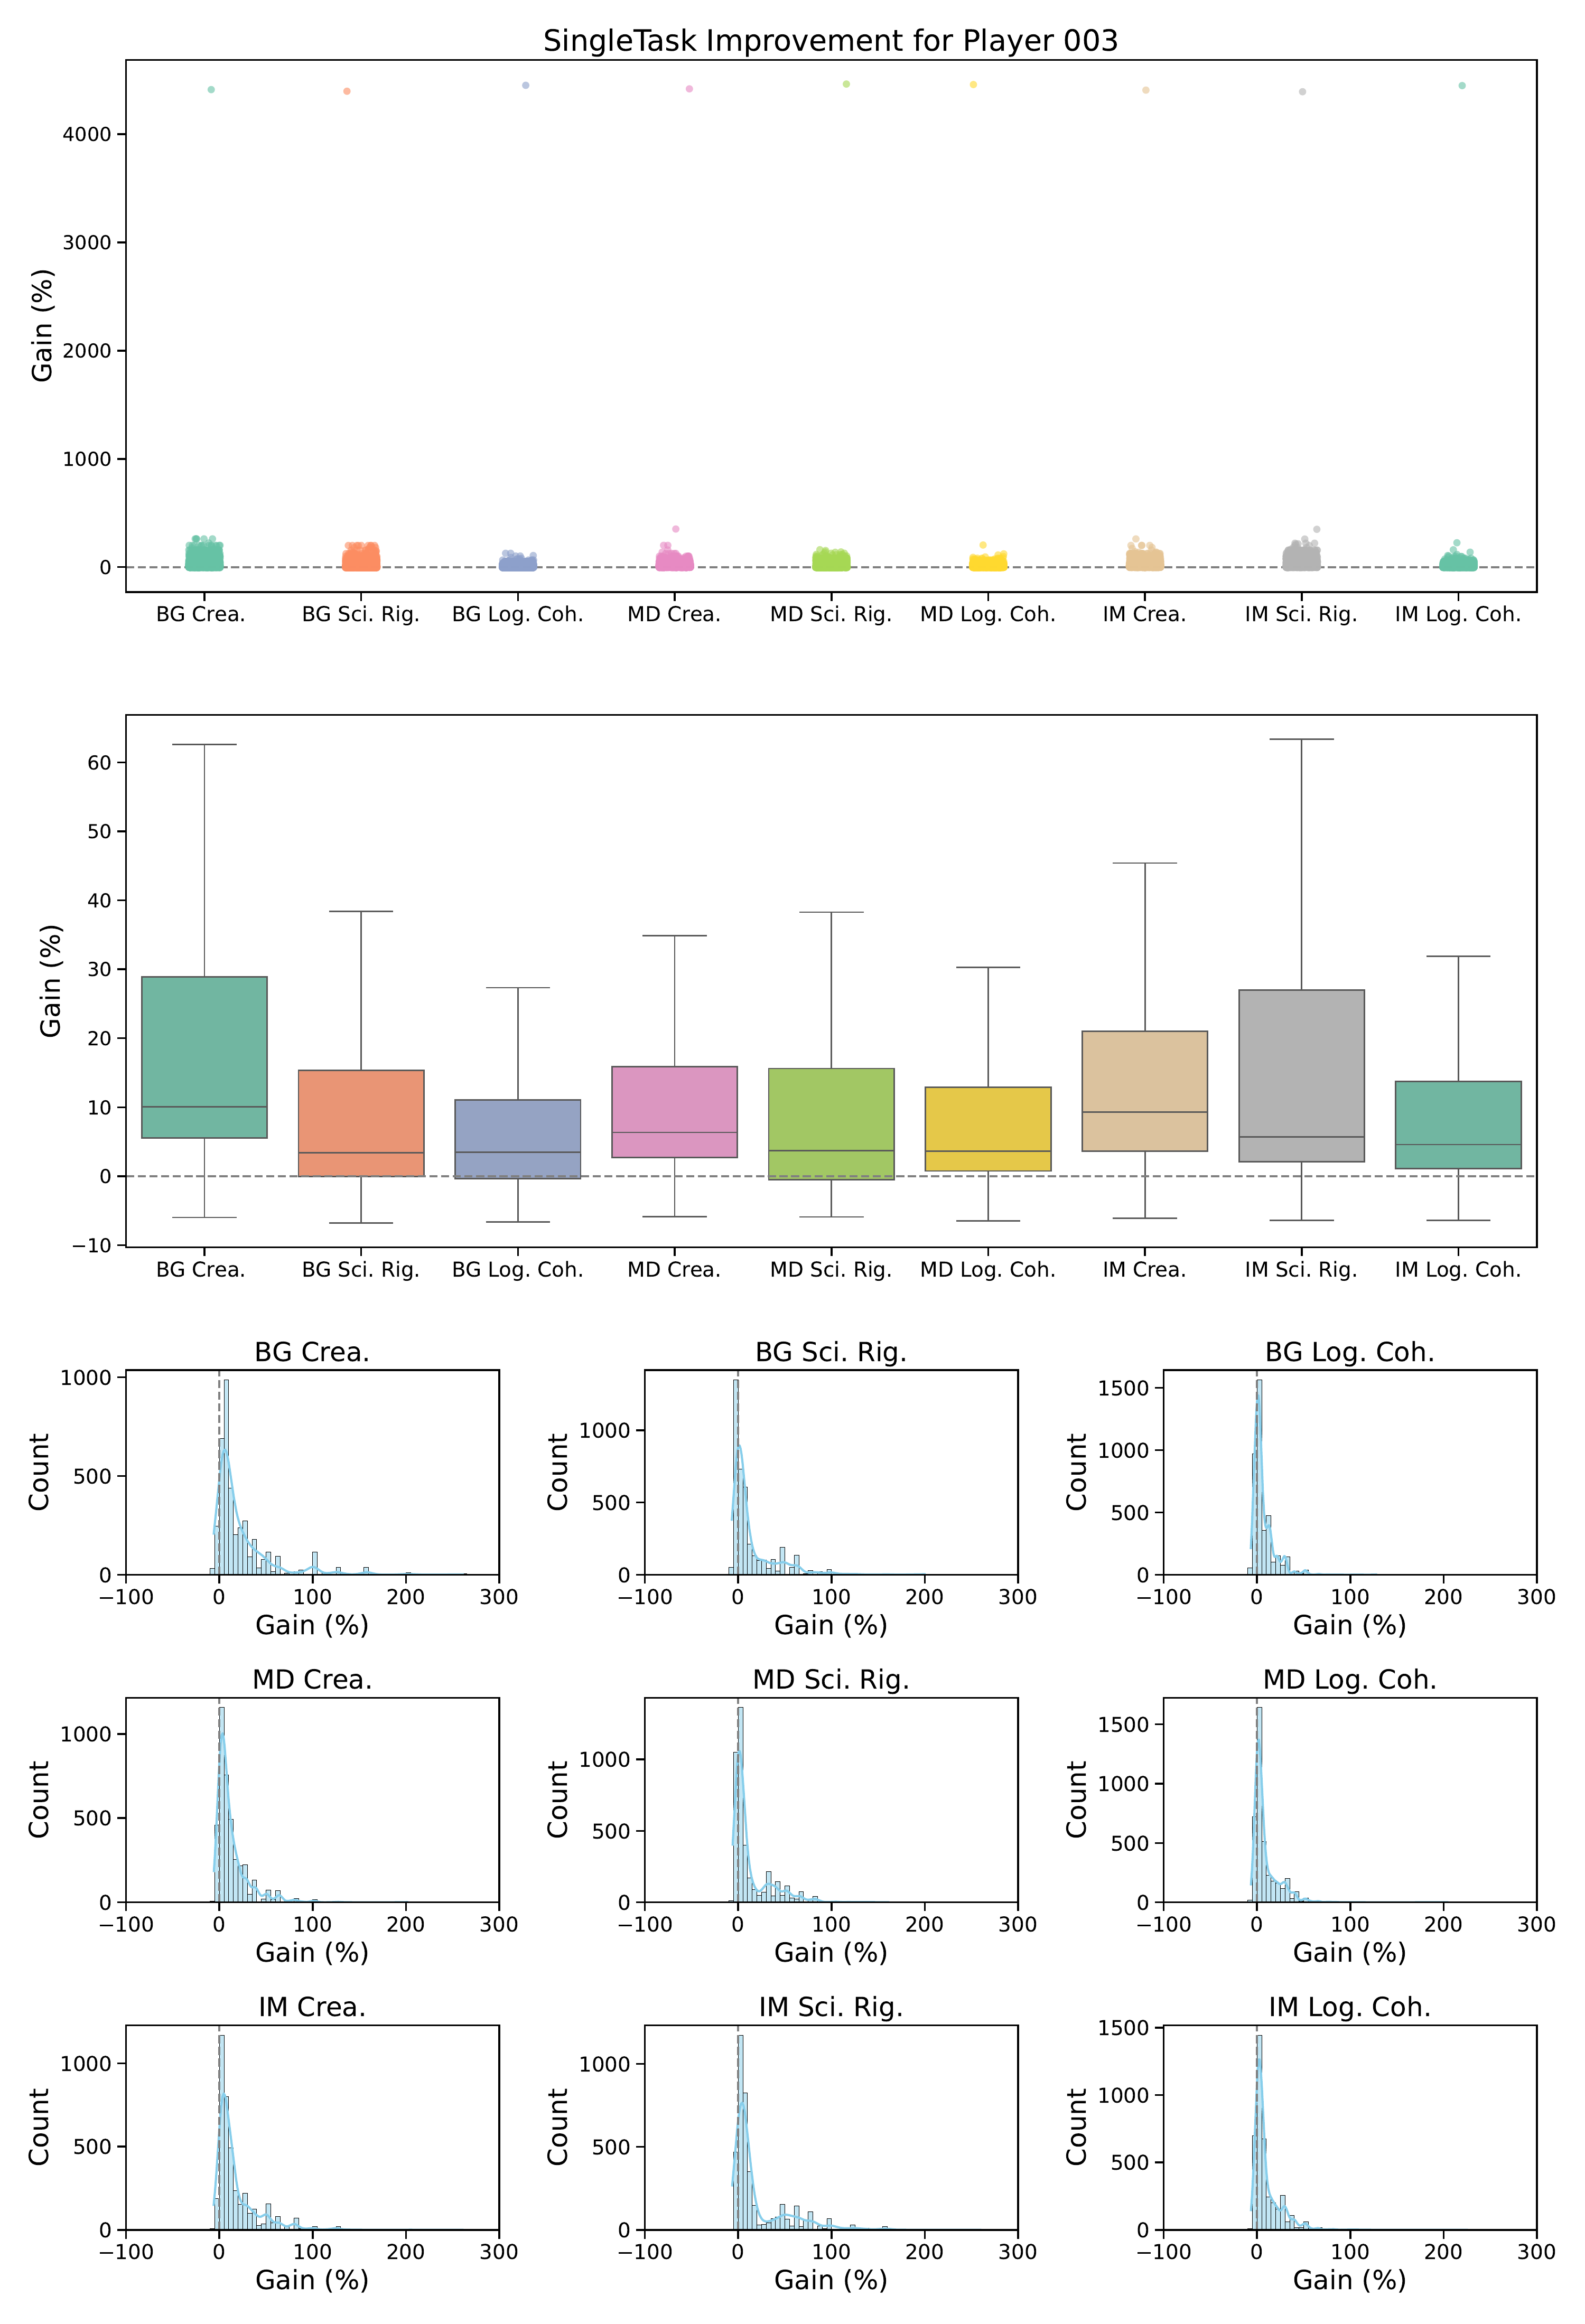 SingleTask Improvement for Player 003
Gain (%)
4000
3000
2000
1000
0
BG Crea. BG Sci. Rig. BG Log. Coh. MD Crea. MD Sci. Rig. MD Log. Coh. IM Crea. IM Sci. Rig. IM Log. Coh.
Gain (%)
60
50
40
30
20
10
0
−10
BG Crea. BG Sci. Rig. BG Log. Coh. MD Crea. MD Sci. Rig. MD Log. Coh. IM Crea. IM Sci. Rig. IM Log. Coh.
BG Crea.
Count
1000
500
0
−100 0 100 200 300
Gain (%)
BG Sci. Rig.
Count
1000
500
0
−100 0 100 200 300
Gain (%)
BG Log. Coh.
Count
1500
1000
500
0
−100 0 100 200 300
Gain (%)
MD Crea.
Count
1000
500
0
−100 0 100 200 300
Gain (%)
MD Sci. Rig.
Count
1000
500
0
−100 0 100 200 300
Gain (%)
MD Log. Coh.
Count
1500
1000
500
0
−100 0 100 200 300
Gain (%)
IM Crea.
Count
1000
500
0
−100 0 100 200 300
Gain (%)
IM Sci. Rig.
Count
1000
500
0
−100 0 100 200 300
Gain (%)
IM Log. Coh.
Count
1500
1000
500
0
−100 0 100 200 300
Gain (%)